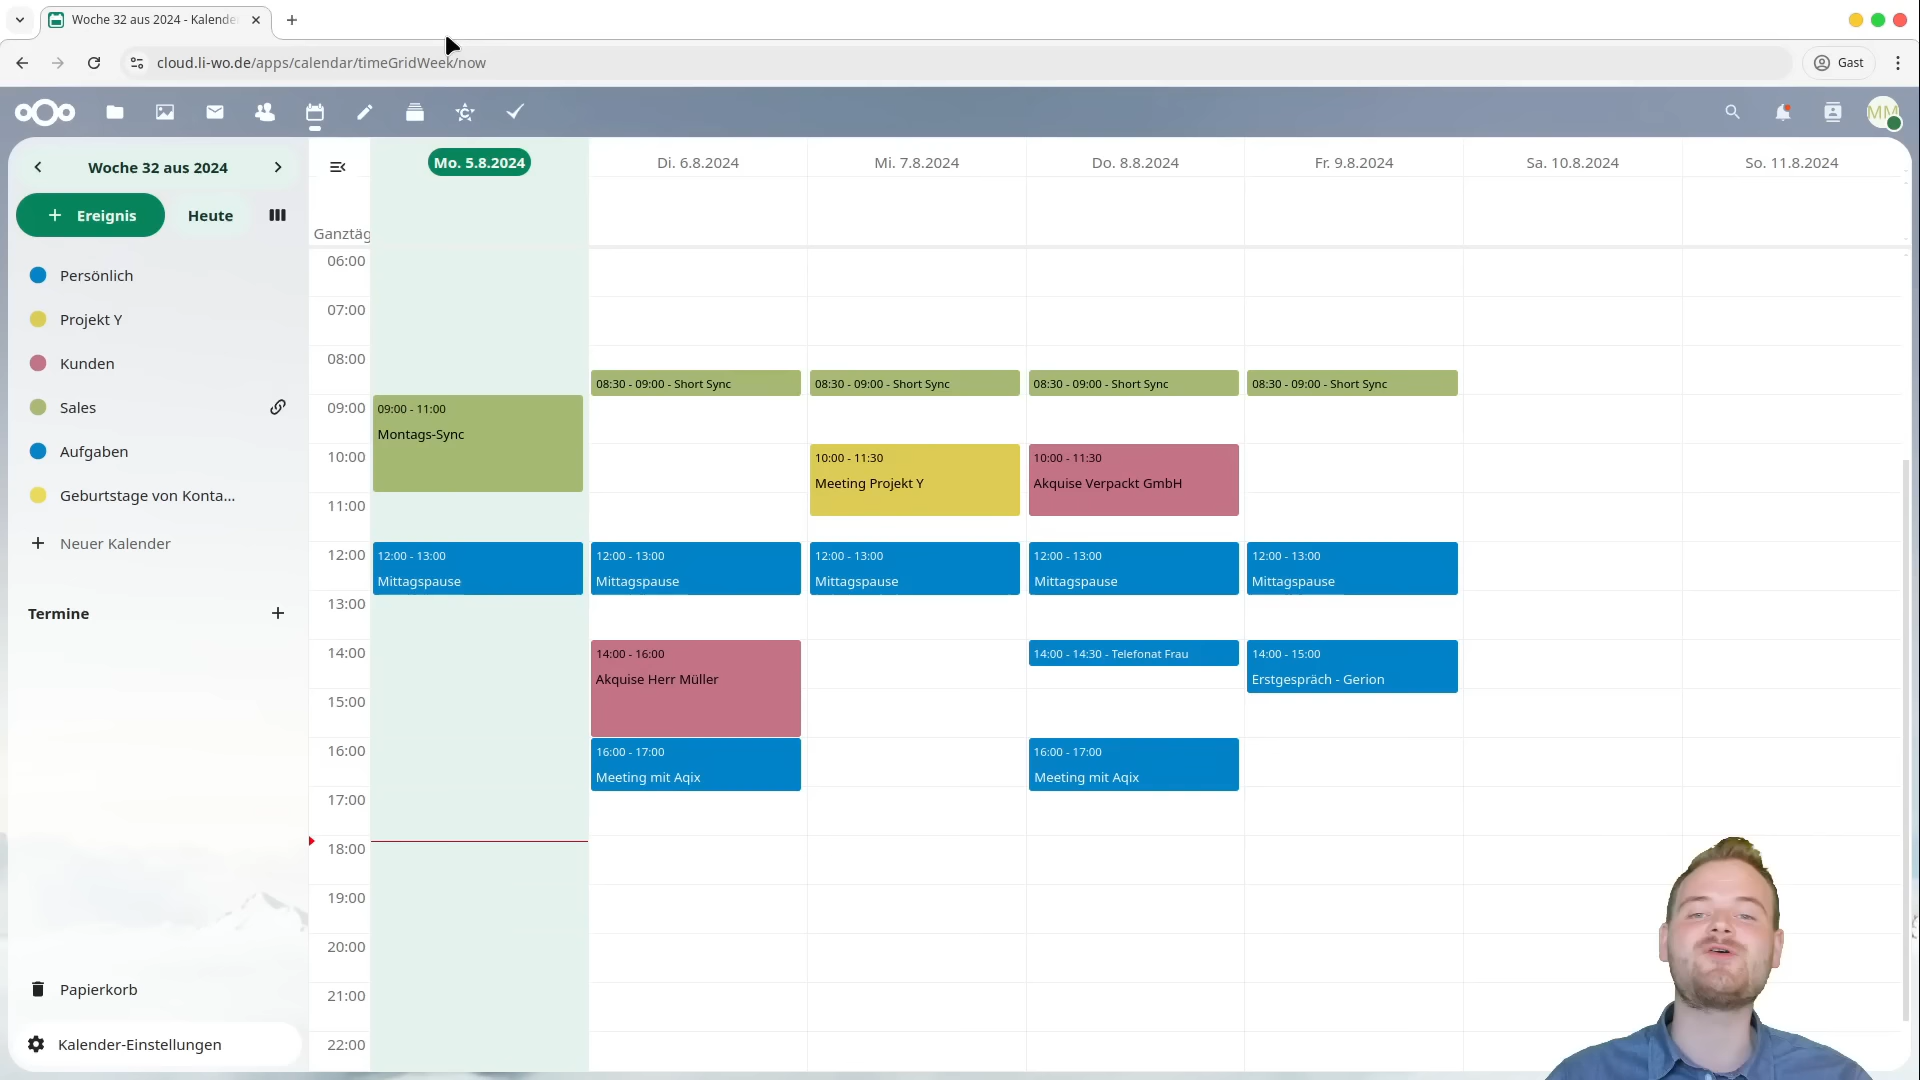 Woche 32 aus 2024 - Kalende
cloud.li-wo.de/apps/calendar/timeGridWeek/now
Gast
MM
Woche 32 aus 2024
Mo. 5.8.2024
Di. 6.8.2024
Mi. 7.8.2024
Do. 8.8.2024
Fr. 9.8.2024
Sa. 10.8.2024
So. 11.8.2024
Ereignis
Heute
Ganztäg
Persönlich
Projekt Y
Kunden
Sales
Aufgaben
Geburtstage von Konta...
Neuer Kalender
Termine
Papierkorb
Kalender-Einstellungen
06:00
07:00
08:00
09:00
10:00
11:00
12:00
13:00
14:00
15:00
16:00
17:00
18:00
19:00
20:00
21:00
22:00
09:00 - 11:00
Montags-Sync
12:00 - 13:00
Mittagspause
08:30 - 09:00 - Short Sync
12:00 - 13:00
Mittagspause
14:00 - 16:00
Akquise Herr Müller
16:00 - 17:00
Meeting mit Aqix
08:30 - 09:00 - Short Sync
10:00 - 11:30
Meeting Projekt Y
12:00 - 13:00
Mittagspause
08:30 - 09:00 - Short Sync
10:00 - 11:30
Akquise Verpackt GmbH
12:00 - 13:00
Mittagspause
14:00 - 14:30 - Telefonat Frau
16:00 - 17:00
Meeting mit Aqix
08:30 - 09:00 - Short Sync
12:00 - 13:00
Mittagspause
14:00 - 15:00
Erstgespräch - Gerion